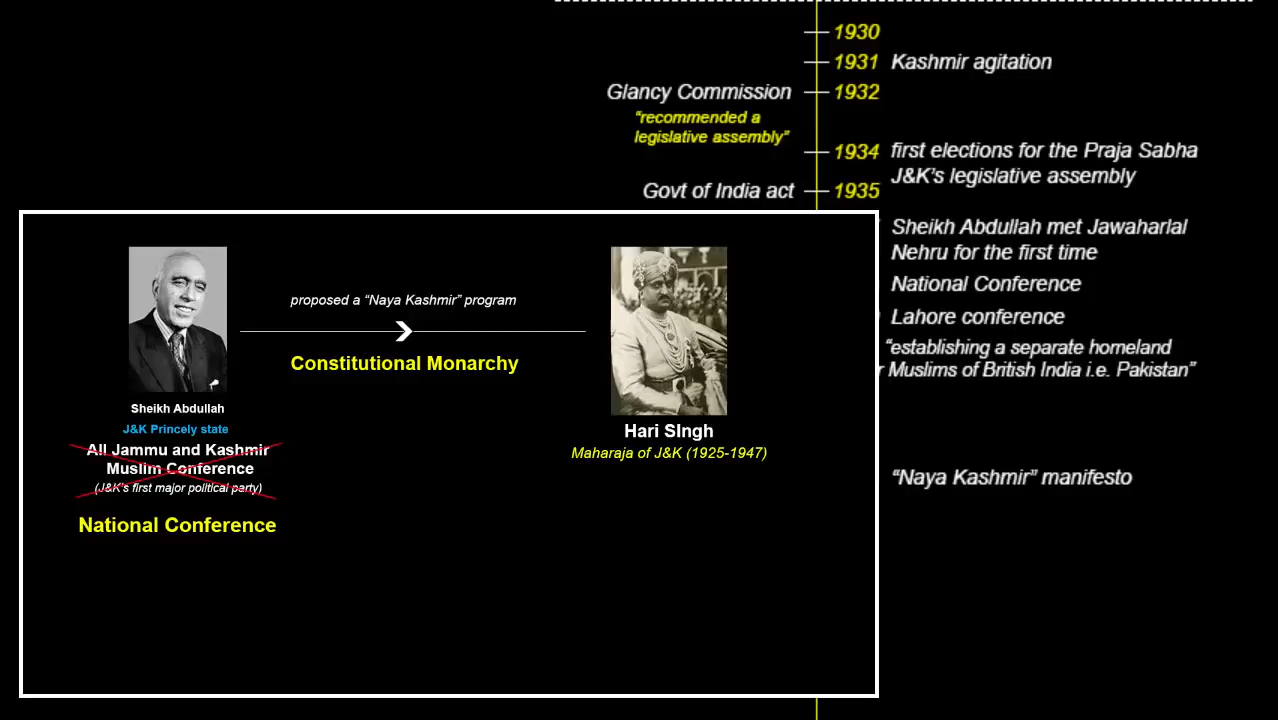 1930
1931 Kashmir agitation
Glancy Commission 1932
“recommended a
legislative assembly”
1934 first elections for the Praja Sabha
J&K's legislative assembly
Govt of India act 1935
Sheikh Abdullah met Jawaharlal
Nehru for the first time
National Conference
Lahore conference
“establishing a separate homeland
Muslims of British India i.e. Pakistan”
“Naya Kashmir” manifesto
proposed a “Naya Kashmir” program
Constitutional Monarchy
Sheikh Abdullah
J&K Princely state
All Jammu and Kashmir
Muslim Conference
(J&K's first major political party)
National Conference
Hari SIngh
Maharaja of J&K (1925-1947)